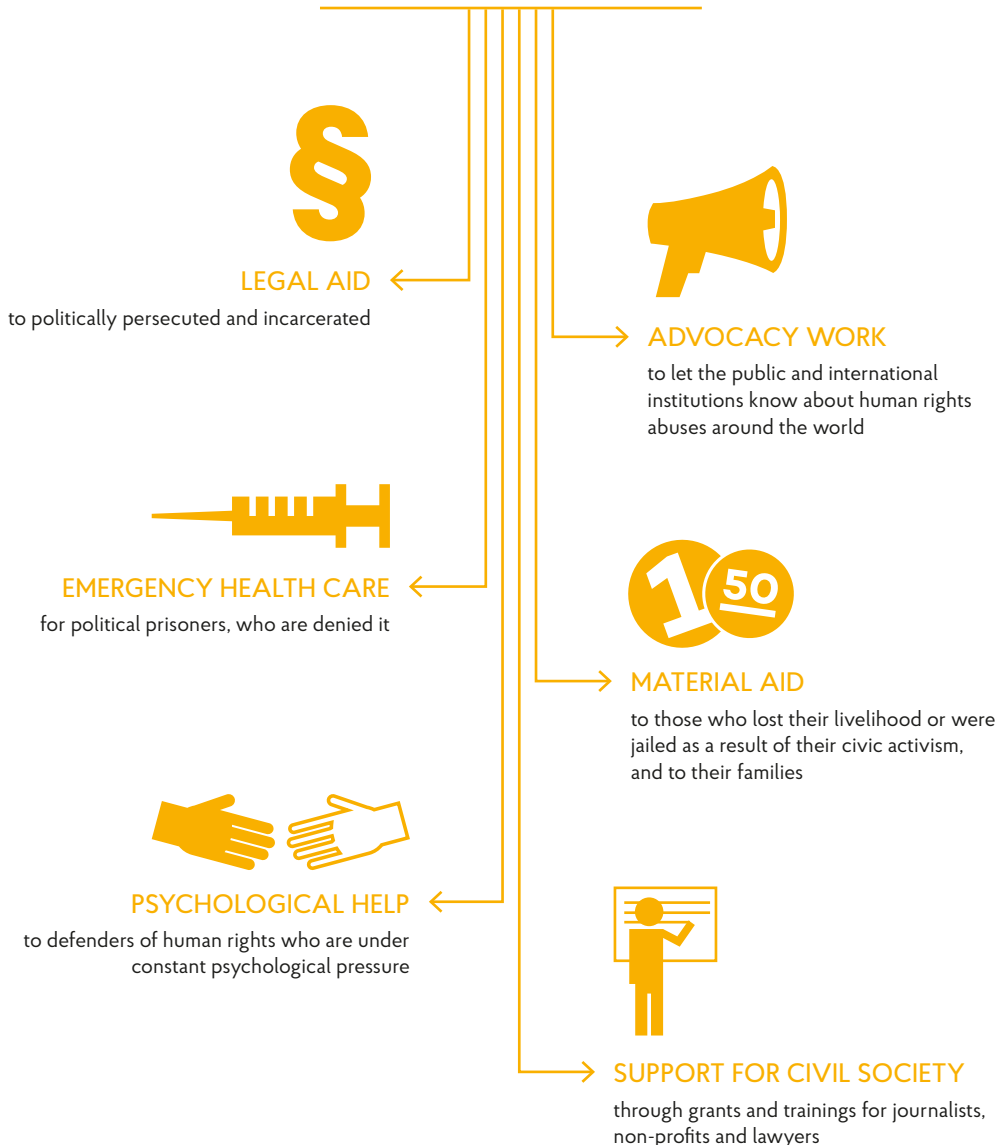 §
LEGAL AID
to politically persecuted and incarcerated
ADVOCACY WORK
to let the public and international
institutions know about human rights
abuses around the world
EMERGENCY HEALTH CARE
for political prisoners, who are denied it
1 50
MATERIAL AID
to those who lost their livelihood or were
jailed as a result of their civic activism,
and to their families
PSYCHOLOGICAL HELP
to defenders of human rights who are under
constant psychological pressure
SUPPORT FOR CIVIL SOCIETY
through grants and trainings for journalists,
non-profits and lawyers